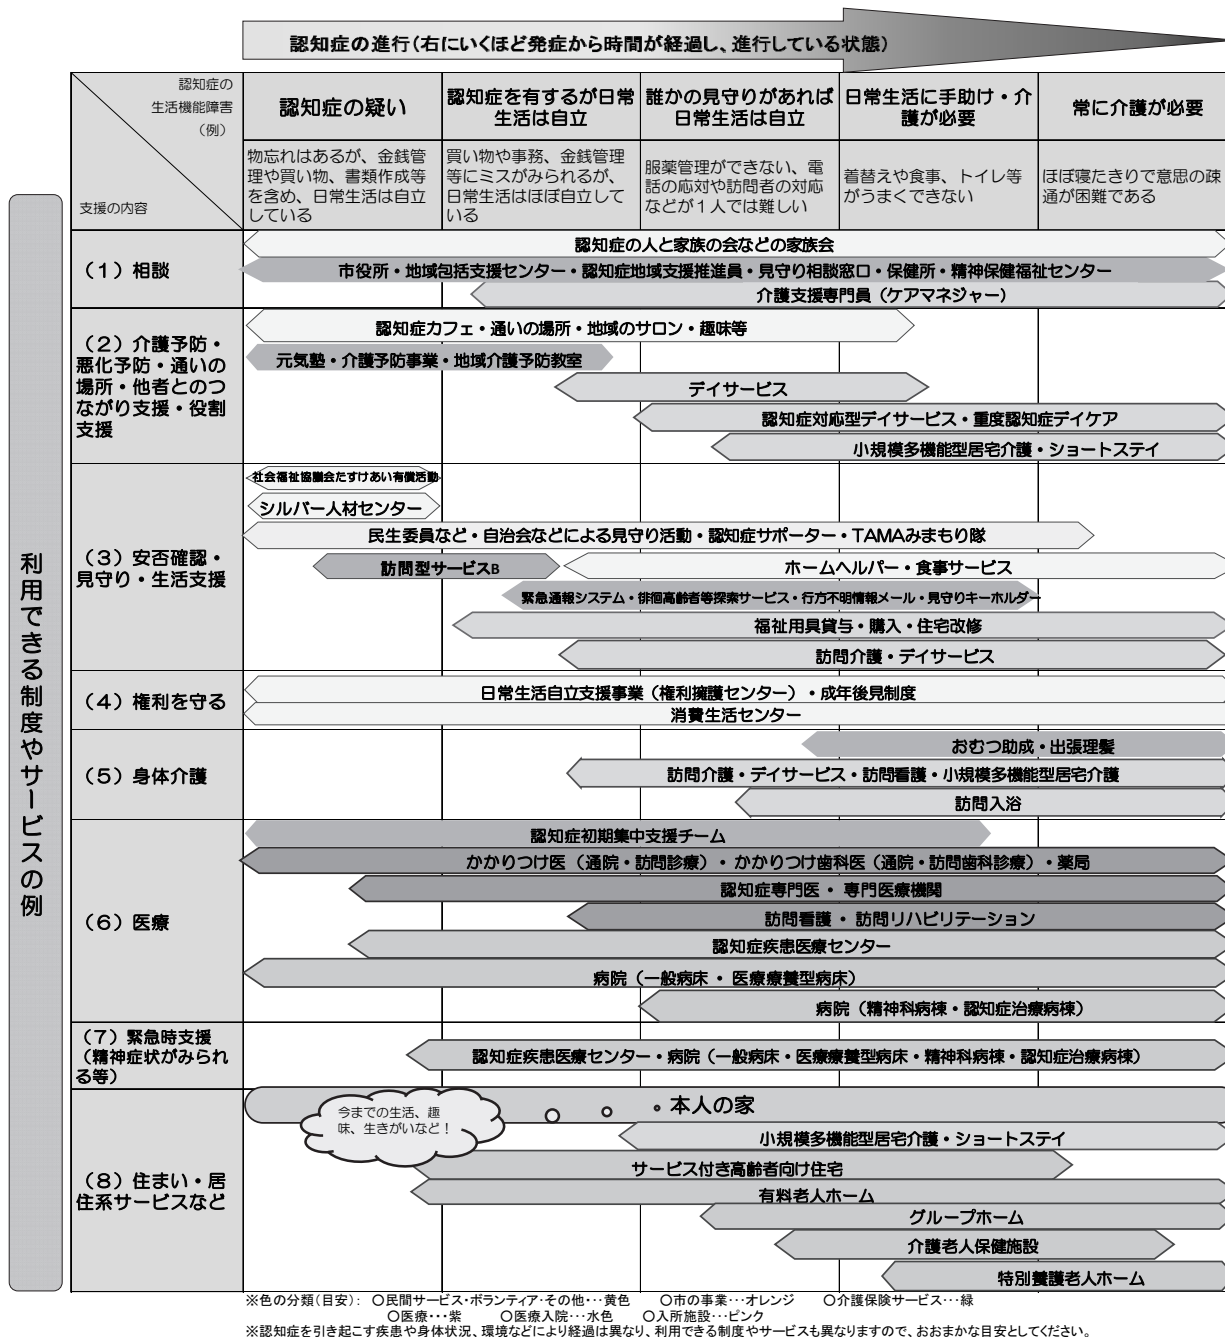 認知症の進行(右にいくほど発症から時間が経過し、進行している状態)
認知症の
生活機能障害
(例)
支援の内容
認知症の疑い
認知症を有するが日常
生活は自立
誰かの見守りがあれば
日常生活は自立
日常生活に手助け・介
護が必要
常に介護が必要
物忘れはあるが、金銭管
理や買い物、書類作成等
を含め、日常生活は自立
している
買い物や事務、金銭管理
等にミスがみられるが、
日常生活はほぼ自立して
いる
服薬管理ができない、電
話の応対や訪問者の対応
などが1人では難しい
着替えや食事、トイレ等
がうまくできない
ほぼ寝たきりで意思の疎
通が困難である
利用できる制度やサービスの例
(1)相談
認知症の人と家族の会などの家族会
市役所・地域包括支援センター・認知症地域支援推進員・見守り相談窓口・保健所・精神保健福祉センター
介護支援専門員(ケアマネジャー)
(2)介護予防・
悪化予防・通いの
場所・他者とのつ
ながり支援・役割
支援
認知症カフェ・通いの場所・地域のサロン・趣味等
元気塾・介護予防事業・地域介護予防教室
デイサービス
認知症対応型デイサービス・重度認知症デイケア
小規模多機能型居宅介護・ショートステイ
(3)安否確認・
見守り・生活支援
社会福祉協議会たすけあい有償活動
シルバー人材センター
民生委員など・自治会などによる見守り活動・認知症サポーター・TAMAみまもり隊
訪問型サービスB
ホームヘルパー・食事サービス
緊急通報システム・徘徊高齢者等探索サービス・行方不明情報メール・見守りキーホルダー
福祉用具貸与・購入・住宅改修
訪問介護・デイサービス
(4)権利を守る
日常生活自立支援事業(権利擁護センター)・成年後見制度
消費生活センター
(5)身体介護
おむつ助成・出張理髪
訪問介護・デイサービス・訪問看護・小規模多機能型居宅介護
訪問入浴
(6)医療
認知症初期集中支援チーム
かかりつけ医(通院・訪問診療)・かかりつけ歯科医(通院・訪問歯科診療)・薬局
認知症専門医・専門医療機関
訪問看護・訪問リハビリテーション
認知症疾患医療センター
病院(一般病床・医療療養型病床)
病院(精神科病棟・認知症治療病棟)
(7)緊急時支援
(精神症状がみられ
る等)
認知症疾患医療センター・病院(一般病床・医療療養型病床・精神科病棟・認知症治療病棟)
(8)住まい・居
住系サービスなど
今までの生活、趣
味、生きがいなど!
本人の家
小規模多機能型居宅介護・ショートステイ
サービス付き高齢者向け住宅
有料老人ホーム
グループホーム
介護老人保健施設
特別養護老人ホーム
※色の分類(目安): ○民間サービス・ボランティア・その他・・・黄色 ○市の事業・・・オレンジ ○介護保険サービス・・・緑
○医療・・・紫 ○医療入院・・・水色 ○入所施設・・・ピンク
※認知症を引き起こす疾患や身体状況、環境などにより経過は異なり、利用できる制度やサービスも異なりますので、おおまかな目安としてください。